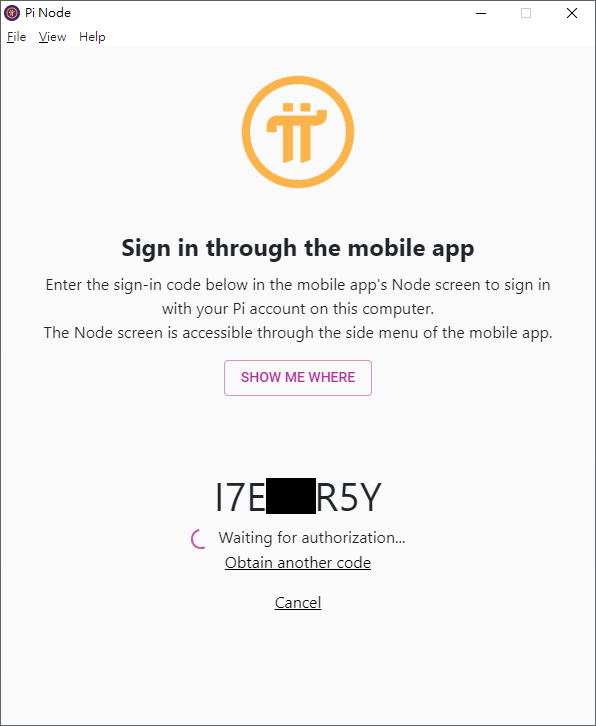 Pi Node
File View Help
Sign in through the mobile app
Enter the sign-in code below in the mobile app's Node screen to sign in
with your Pi account on this computer.
The Node screen is accessible through the side menu of the mobile app.
SHOW ME WHERE
I7E R5Y
Waiting for authorization...
Obtain another code
Cancel